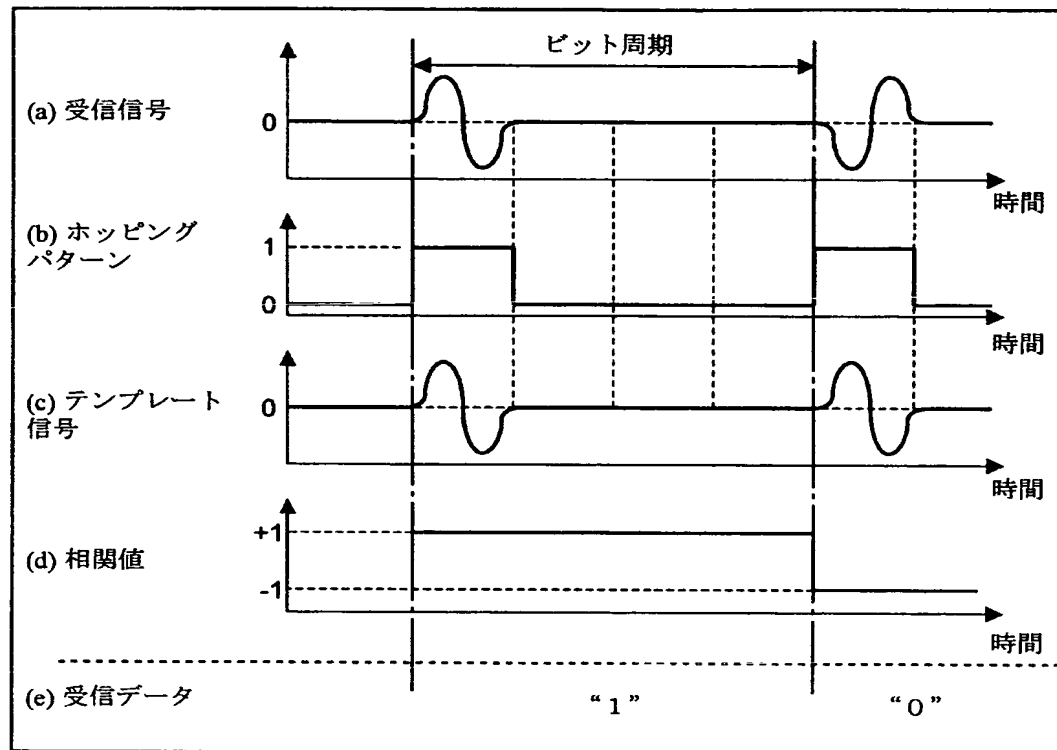 ビット周期
(a) 受信信号
0
時間
(b) ホッピング
パターン
1
0
時間
(c) テンプレート
信号
0
時間
(d) 相関値
+1
-1
時間
(e) 受信データ
“1”
“0”